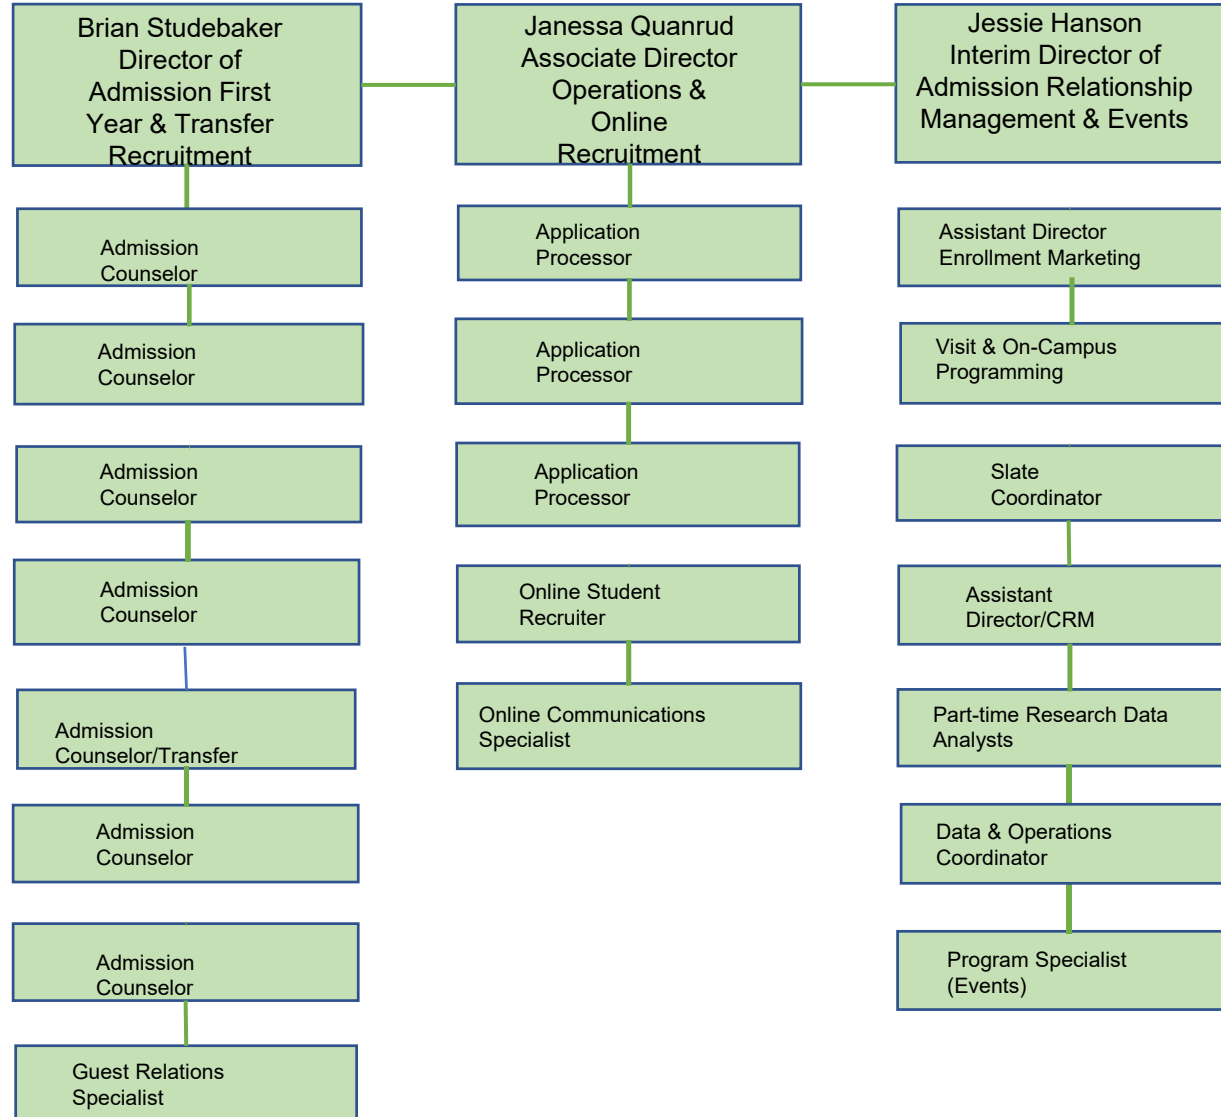 Brian Studebaker
Director of
Admission First
Year & Transfer
Recruitment
Janessa Quanrud
Associate Director
Operations &
Online
Recruitment
Jessie Hanson
Interim Director of
Admission Relationship
Management & Events
Admission
Counselor
Application
Processor
Assistant Director
Enrollment Marketing
Admission
Counselor
Application
Processor
Visit & On-Campus
Programming
Admission
Counselor
Application
Processor
Slate
Coordinator
Admission
Counselor
Online Student
Recruiter
Assistant
Director/CRM
Admission
Counselor/Transfer
Online Communications
Specialist
Part-time Research Data
Analysts
Admission
Counselor
Data & Operations
Coordinator
Admission
Counselor
Program Specialist
(Events)
Guest Relations
Specialist